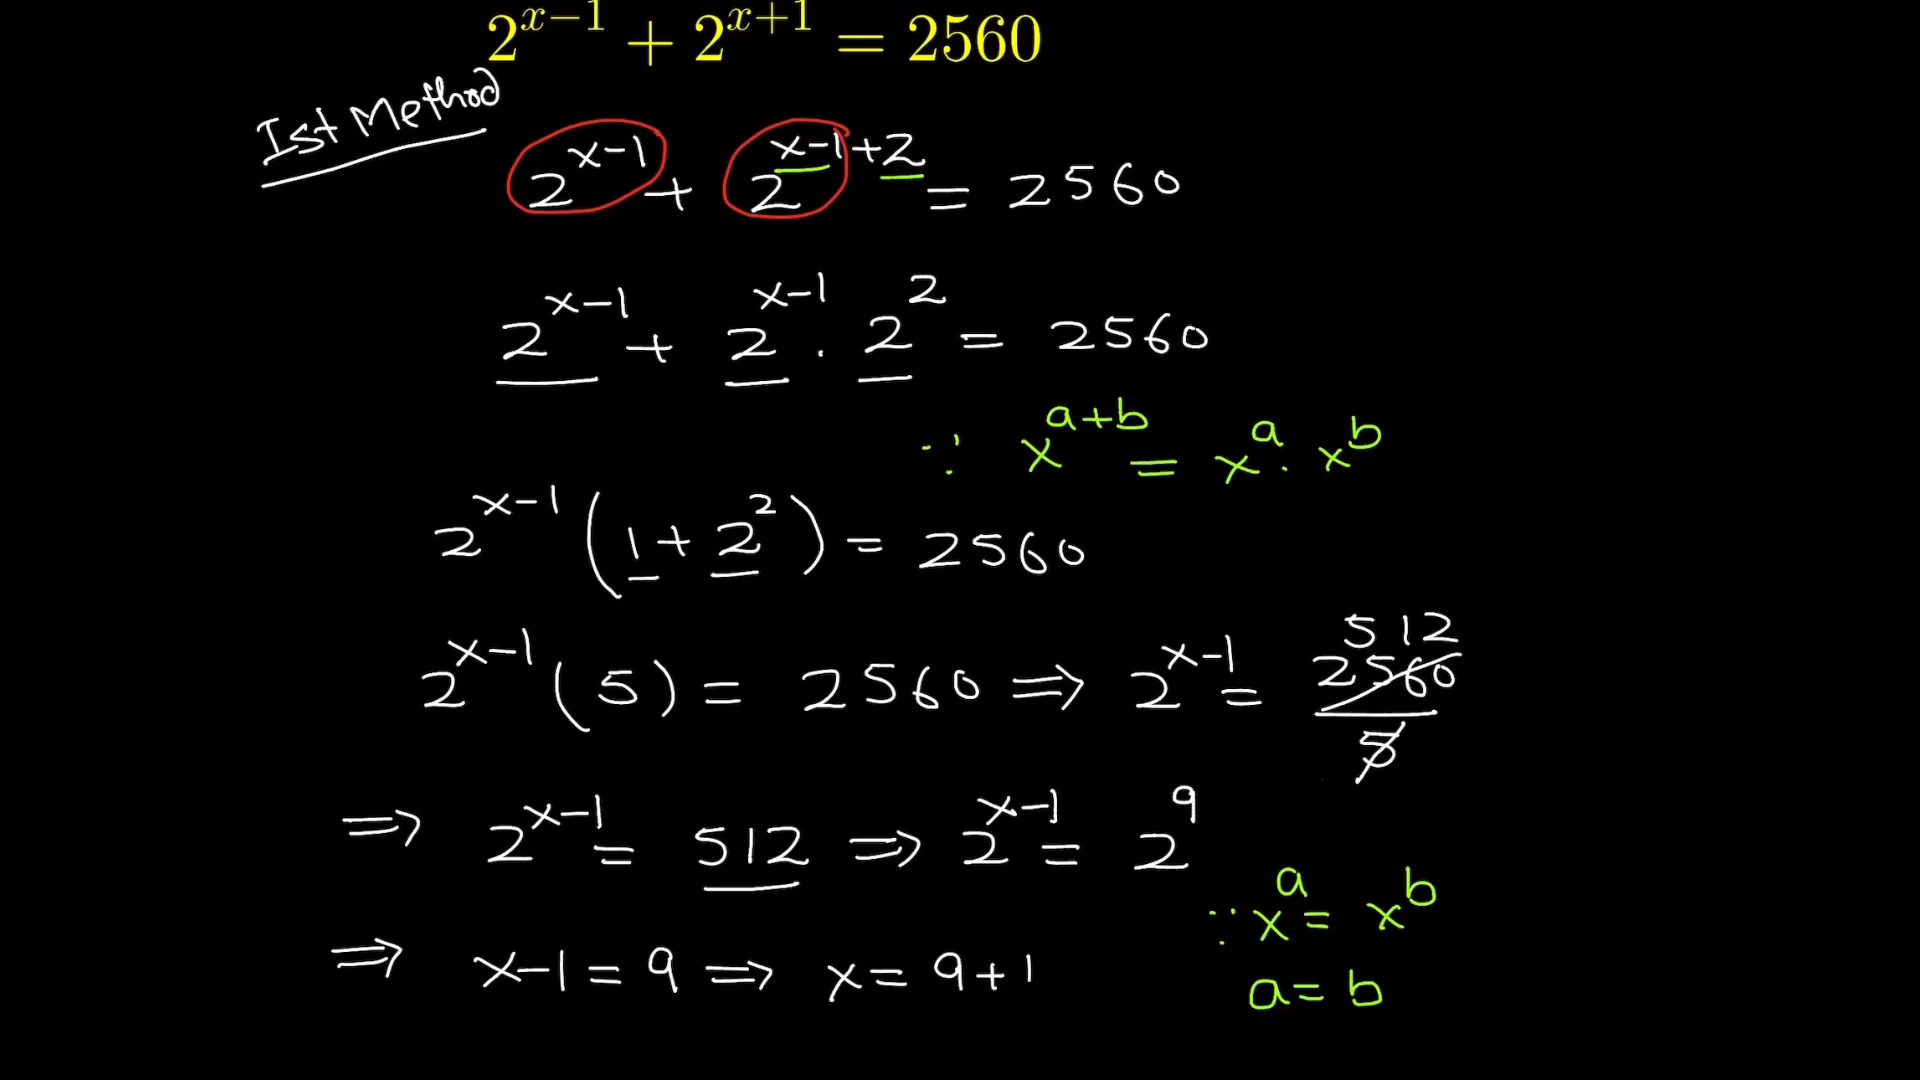 2^{x-1} + 2^{x+1} = 2560
Ist Method
2^{x-1} + 2^{x-1+2} = 2560
2^{x-1} + 2^{x-1} . 2^2 = 2560
∵ x^{a+b} = x^a . x^b
2^{x-1} (1 + 2^2) = 2560
2^{x-1} (5) = 2560 ⇒ 2^{x-1} = 2560/5 512
⇒ 2^{x-1} = 512 ⇒ 2^{x-1} = 2^9
∵ x^a = x^b
⇒ x-1 = 9 ⇒ x = 9+1
a = b